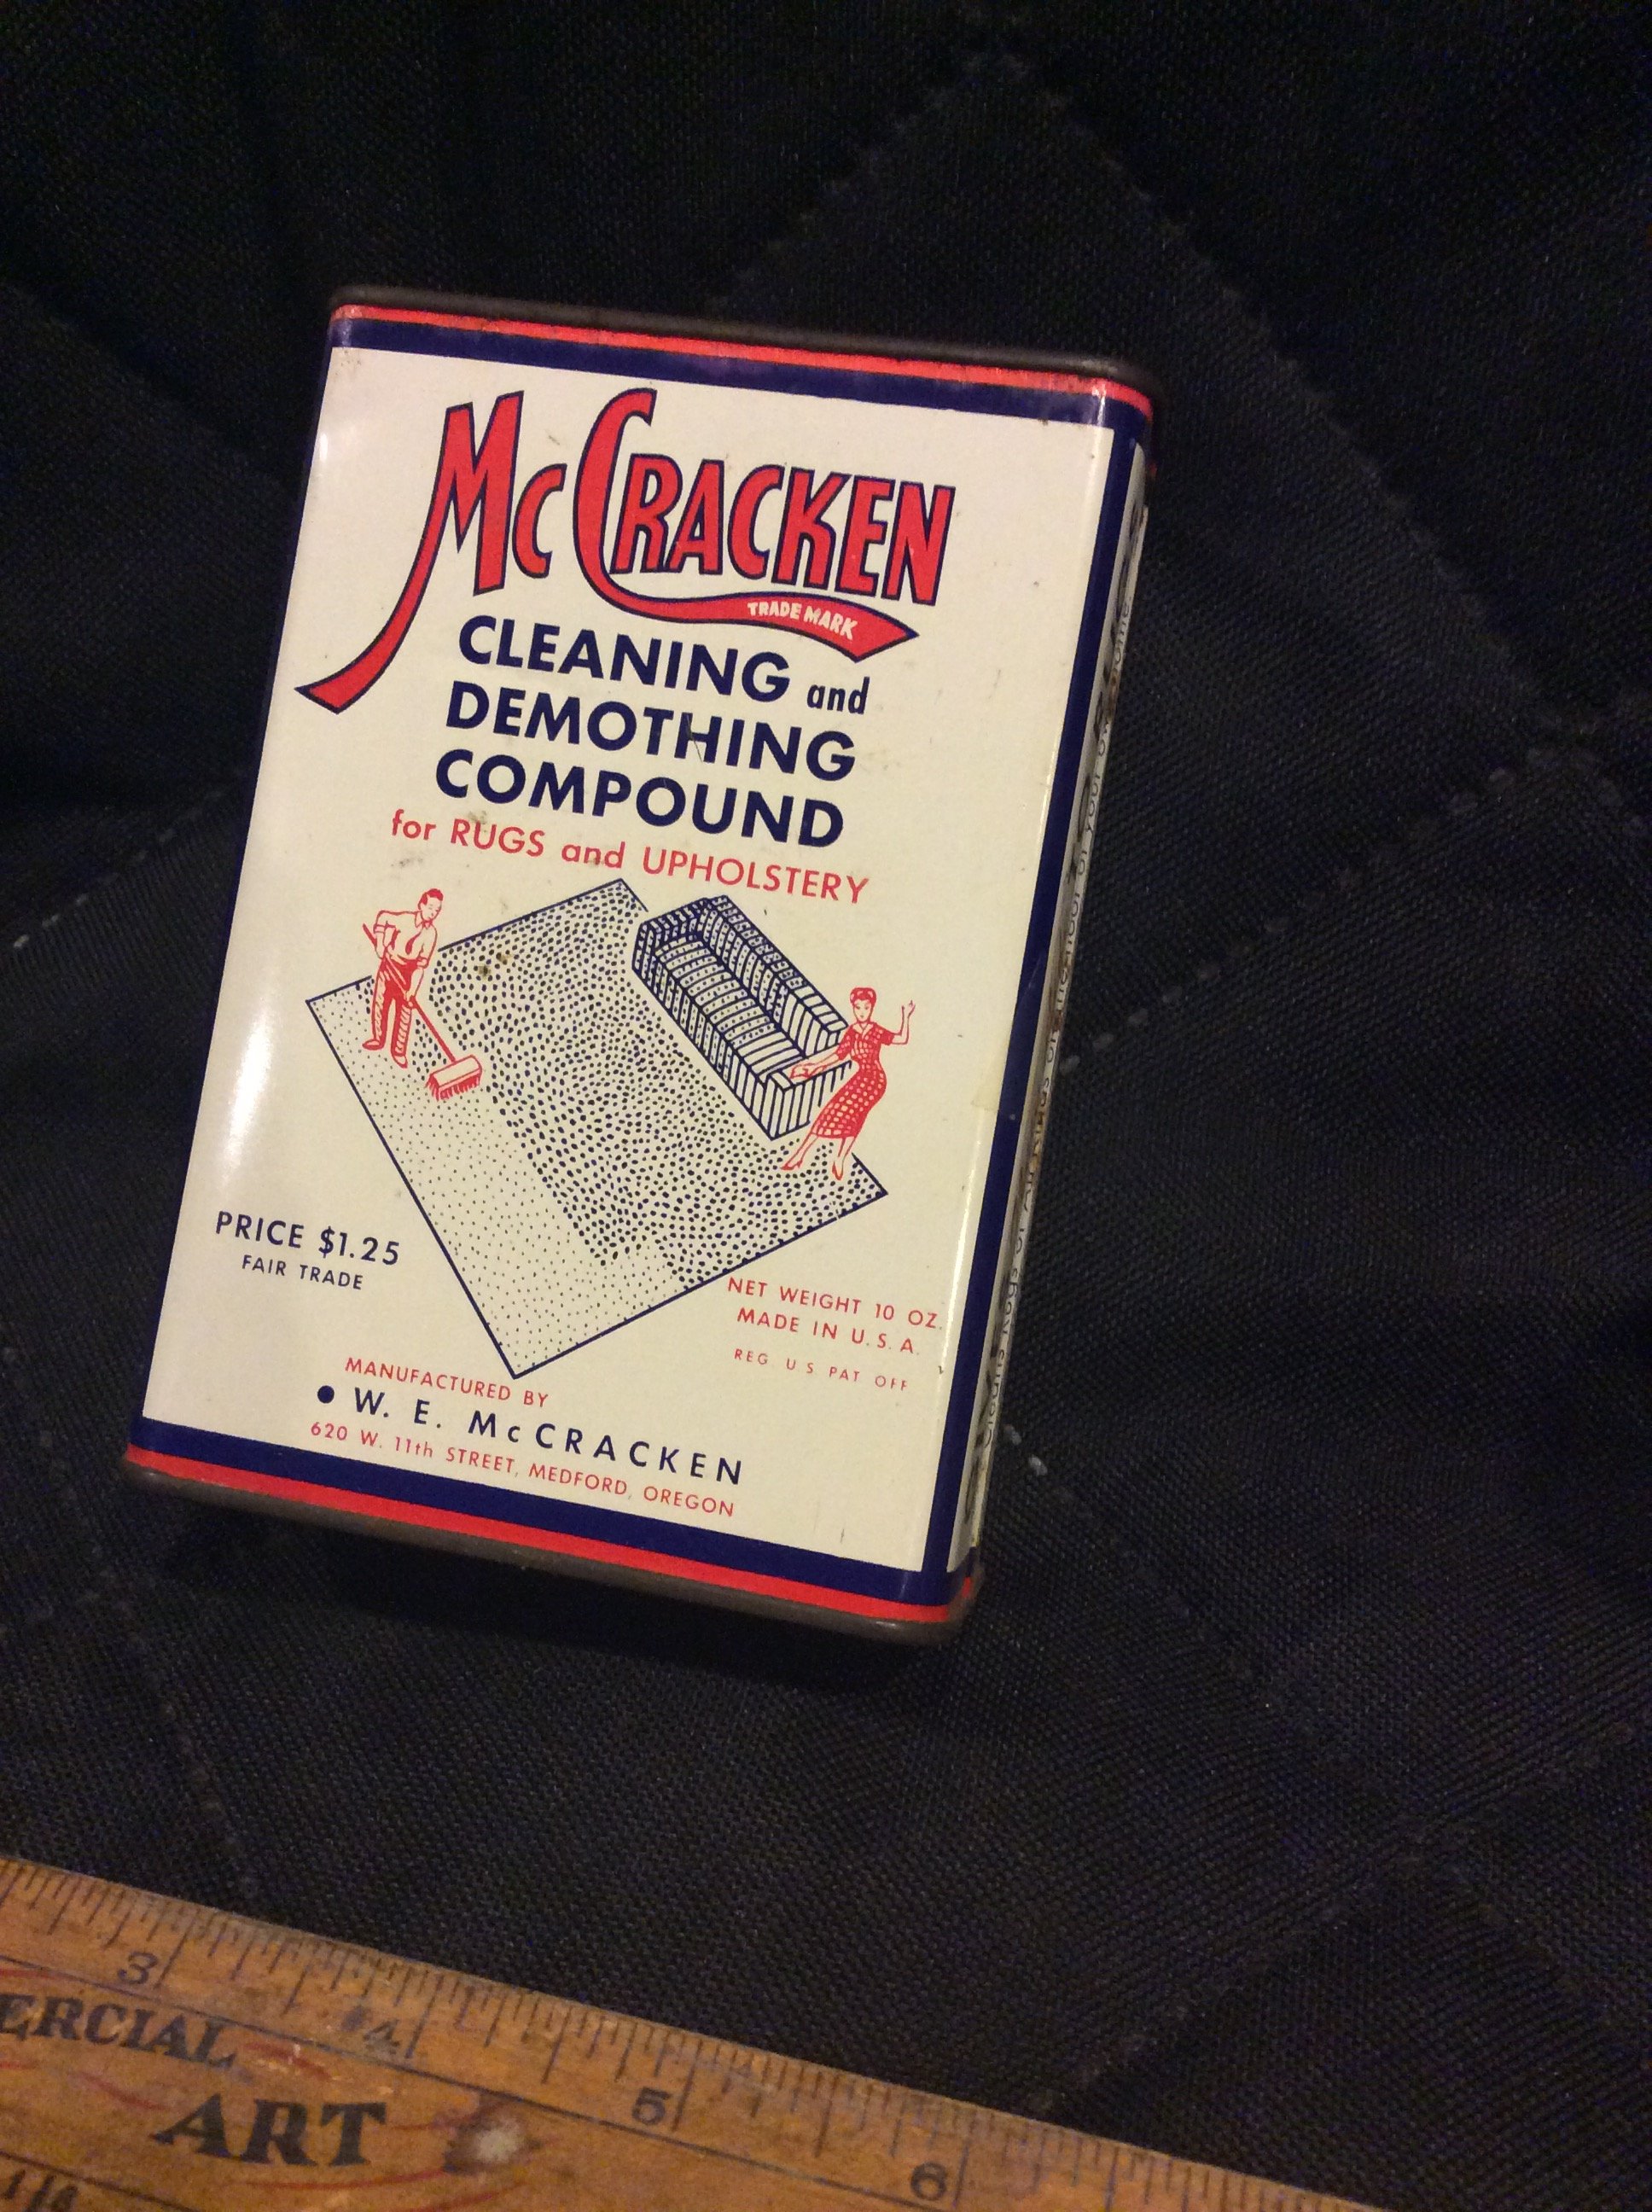 McCRACKEN
TRADE MARK
CLEANING and
DEMOTHING
COMPOUND
for RUGS and UPHOLSTERY
PRICE $1.25
FAIR TRADE
NET WEIGHT 10 OZ.
MADE IN U.S.A.
REG U S PAT OFF
MANUFACTURED BY
● W. E. McCRACKEN
620 W. 11th STREET, MEDFORD, OREGON
3
4
5
6
ERCIAL
ART
1/4